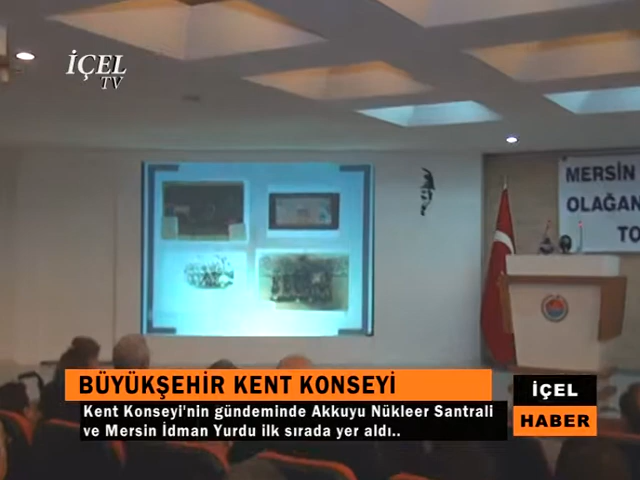 İÇEL
TV
MERSİN
OLAĞAN
TO
BÜYÜKŞEHİR KENT KONSEYİ
Kent Konseyi'nin gündeminde Akkuyu Nükleer Santrali
ve Mersin İdman Yurdu ilk sırada yer aldı..
İÇEL
HABER